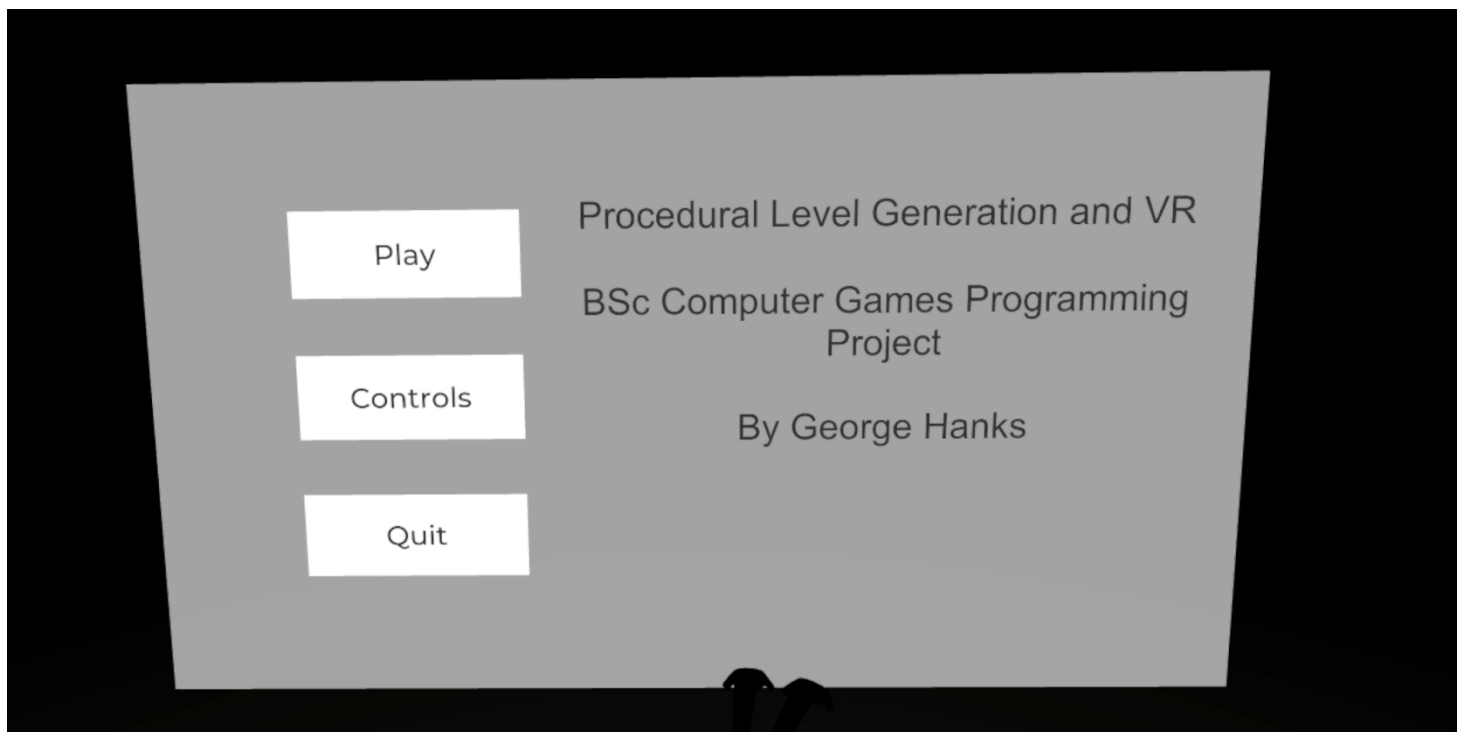 Play
Controls
Quit
Procedural Level Generation and VR
BSc Computer Games Programming
Project
By George Hanks